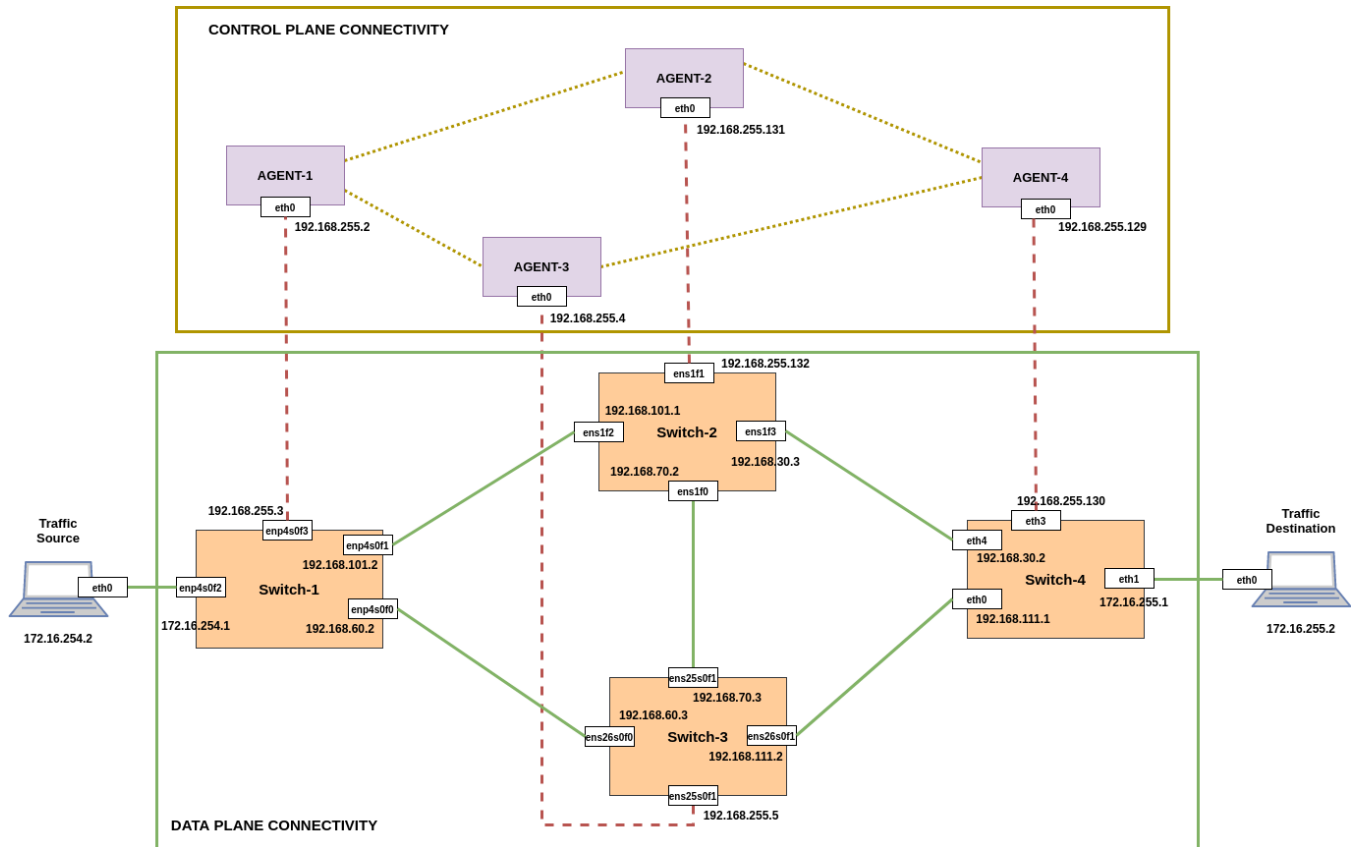 CONTROL PLANE CONNECTIVITY
AGENT-2
eth0
192.168.255.131
AGENT-1
eth0
192.168.255.2
AGENT-4
eth0
192.168.255.129
AGENT-3
eth0
192.168.255.4
192.168.255.132
ens1f1
192.168.101.1
ens1f2
Switch-2
ens1f3
192.168.70.2
192.168.30.3
ens1f0
192.168.255.3
enp4s0f3
enp4s0f1
192.168.101.2
Switch-1
enp4s0f2
enp4s0f0
172.16.254.1
192.168.60.2
Traffic
Source
eth0
172.16.254.2
192.168.255.130
eth3
eth4
192.168.30.2
Switch-4
eth1
eth0
172.16.255.1
192.168.111.1
Traffic
Destination
eth0
172.16.255.2
ens25s0f1
192.168.70.3
192.168.60.3
ens26s0f0
Switch-3
ens26s0f1
192.168.111.2
ens25s0f1
192.168.255.5
DATA PLANE CONNECTIVITY